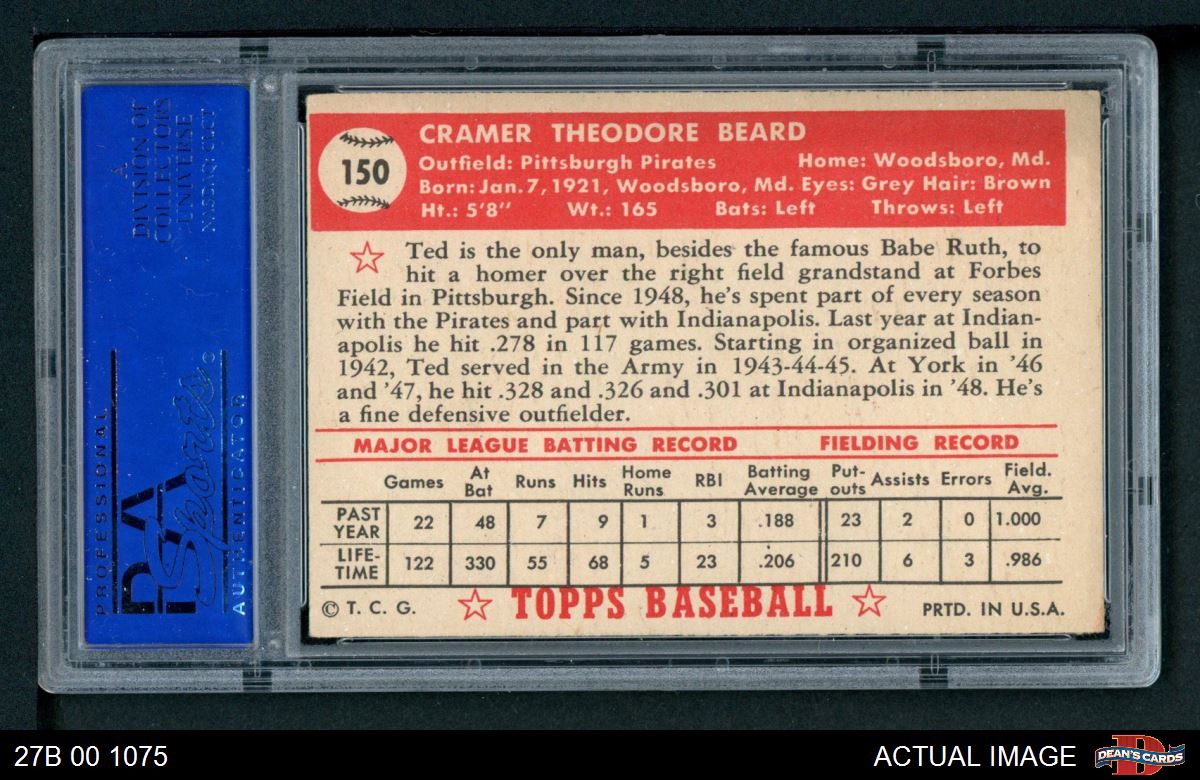 A
DIVISION OF
COLLECTORS
UNIVERSE
NASDAQ: CLCT
PROFESSIONAL
PSA
Sports
AUTHENTICATOR
150
CRAMER THEODORE BEARD
Outfield: Pittsburgh Pirates Home: Woodsboro, Md.
Born: Jan. 7, 1921, Woodsboro, Md. Eyes: Grey Hair: Brown
Ht.: 5'8" Wt.: 165 Bats: Left Throws: Left
Ted is the only man, besides the famous Babe Ruth, to
hit a homer over the right field grandstand at Forbes
Field in Pittsburgh. Since 1948, he's spent part of every season
with the Pirates and part with Indianapolis. Last year at Indian-
apolis he hit .278 in 117 games. Starting in organized ball in
1942, Ted served in the Army in 1943-44-45. At York in '46
and '47, he hit .328 and .326 and .301 at Indianapolis in '48. He's
a fine defensive outfielder.
MAJOR LEAGUE BATTING RECORD FIELDING RECORD
Games At Bat Runs Hits Home Runs RBI Batting Average Put-outs Assists Errors Field. Avg.
PAST YEAR 22 48 7 9 1 3 .188 23 2 0 1.000
LIFE-TIME 122 330 55 68 5 23 .206 210 6 3 .986
© T. C. G. TOPPS BASEBALL PRTD. IN U.S.A.
27B 00 1075 ACTUAL IMAGE DEAN'S CARDS